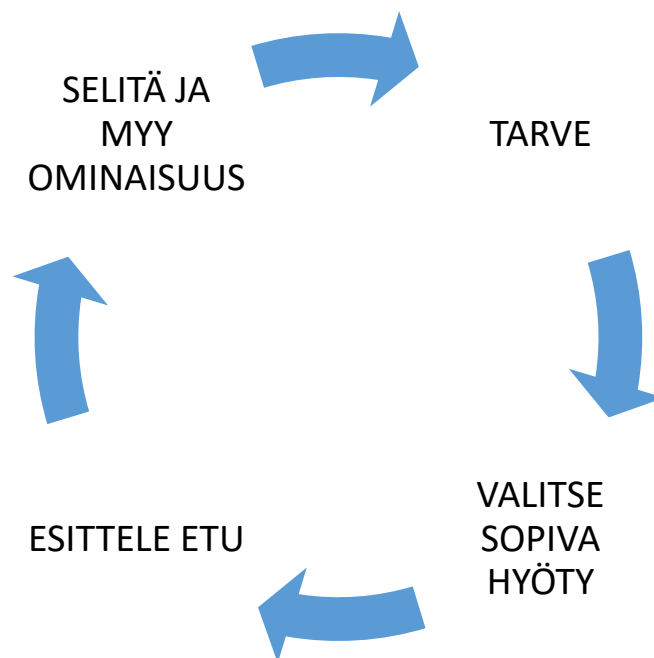 SELITÄ JA
MYY
OMINAISUUS
TARVE
VALITSE
SOPIVA
HYÖTY
ESITTELE ETU